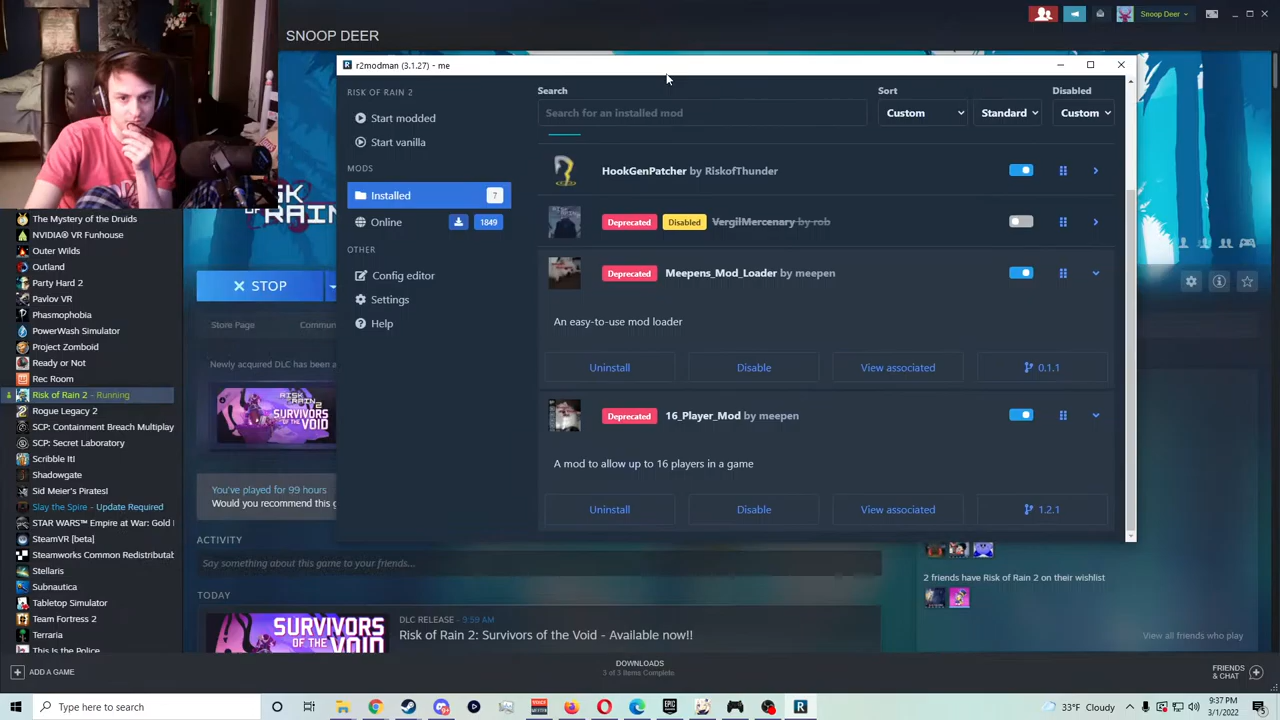 Snoop Deer
SNOOP DEER
r2modman (3.1.27) - me
RISK OF RAIN 2
Start modded
Start vanilla
MODS
Installed
7
Online
1849
OTHER
Config editor
Settings
Help
Search
Search for an installed mod
Sort
Custom
Standard
Disabled
Custom
HookGenPatcher by RiskofThunder
Deprecated
Disabled
VergilMercenary by rob
Deprecated
Meepens_Mod_Loader by meepen
An easy-to-use mod loader
Uninstall
Disable
View associated
0.1.1
Deprecated
16_Player_Mod by meepen
A mod to allow up to 16 players in a game
Uninstall
Disable
View associated
1.2.1
The Mystery of the Druids
NVIDIA® VR Funhouse
Outer Wilds
Outland
Party Hard 2
Pavlov VR
Phasmophobia
PowerWash Simulator
Project Zomboid
Ready or Not
Rec Room
Risk of Rain 2 - Running
Rogue Legacy 2
SCP: Containment Breach Multiplay
SCP: Secret Laboratory
Scribble It!
Shadowgate
Sid Meier's Pirates!
Slay the Spire - Update Required
STAR WARS™ Empire at War: Gold
SteamVR [beta]
Steamworks Common Redistributab
Stellaris
Subnautica
Tabletop Simulator
Team Fortress 2
Terraria
This Is the Police
STOP
Store Page
Commun
Newly acquired DLC has been a
RISK OF RAIN 2
SURVIVORS
OF THE VOID
You've played for 99 hours
Would you recommend this g
ACTIVITY
Say something about this game to your friends...
TODAY
SURVIVORS
OF THE VOID
DLC RELEASE - 9:59 AM
Risk of Rain 2: Survivors of the Void - Available now!!
2 friends have Risk of Rain 2 on their wishlist
View all friends who play
ADD A GAME
DOWNLOADS
3 of 3 Items Complete
FRIENDS
& CHAT
Type here to search
33°F Cloudy
9:37 PM
3/1/2022